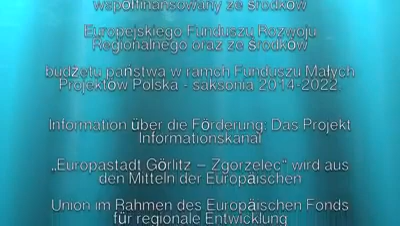 współfinansowany ze środków
Europejskiego Funduszu Rozwoju
Regionalnego oraz ze środków
budżetu państwa w ramch Funduszu Małych
Projektów Polska - saksonia 2014-2022.
Information über die Förderung. Das Projekt
Informationskanal
„Europastadt Görlitz – Zgorzelec“ wird aus
den Mitteln der Europäischen
Union im Rahmen des Europäischen Fonds
für regionale Entwicklung